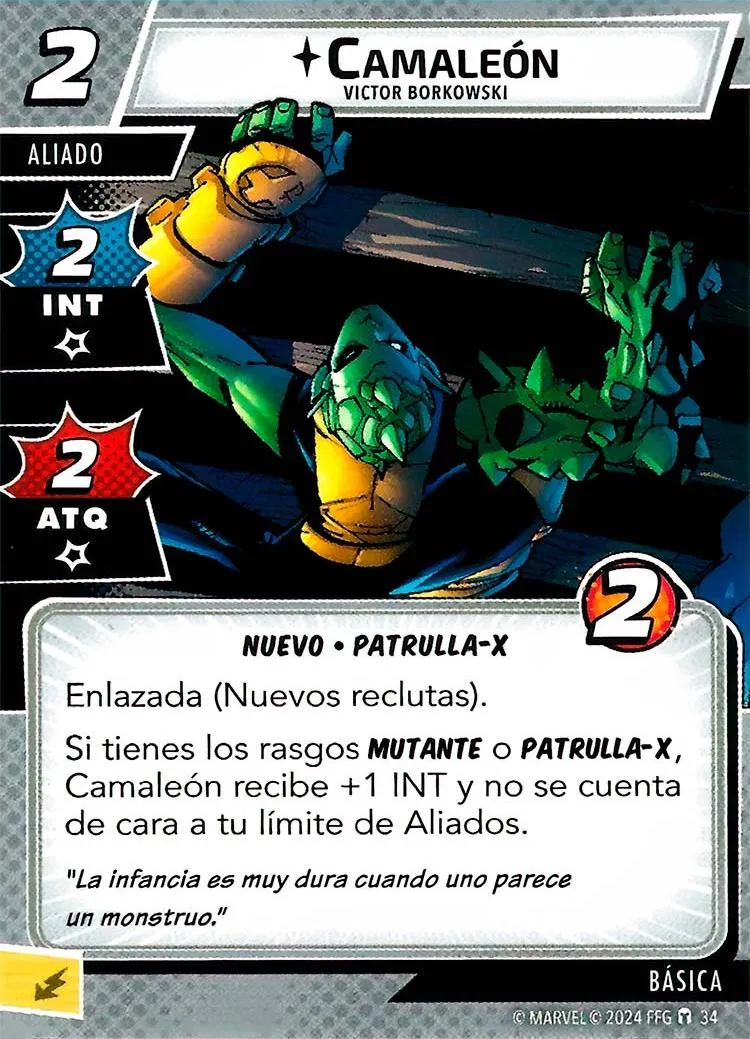 2
CAMALEÓN
VICTOR BORKOWSKI
ALIADO
2
INT
2
ATQ
2
NUEVO • PATRULLA-X
Enlazada (Nuevos reclutas).
Si tienes los rasgos MUTANTE o PATRULLA-X,
Camaleón recibe +1 INT y no se cuenta
de cara a tu límite de Aliados.
"La infancia es muy dura cuando uno parece
un monstruo."
BÁSICA
© MARVEL © 2024 FFG 34